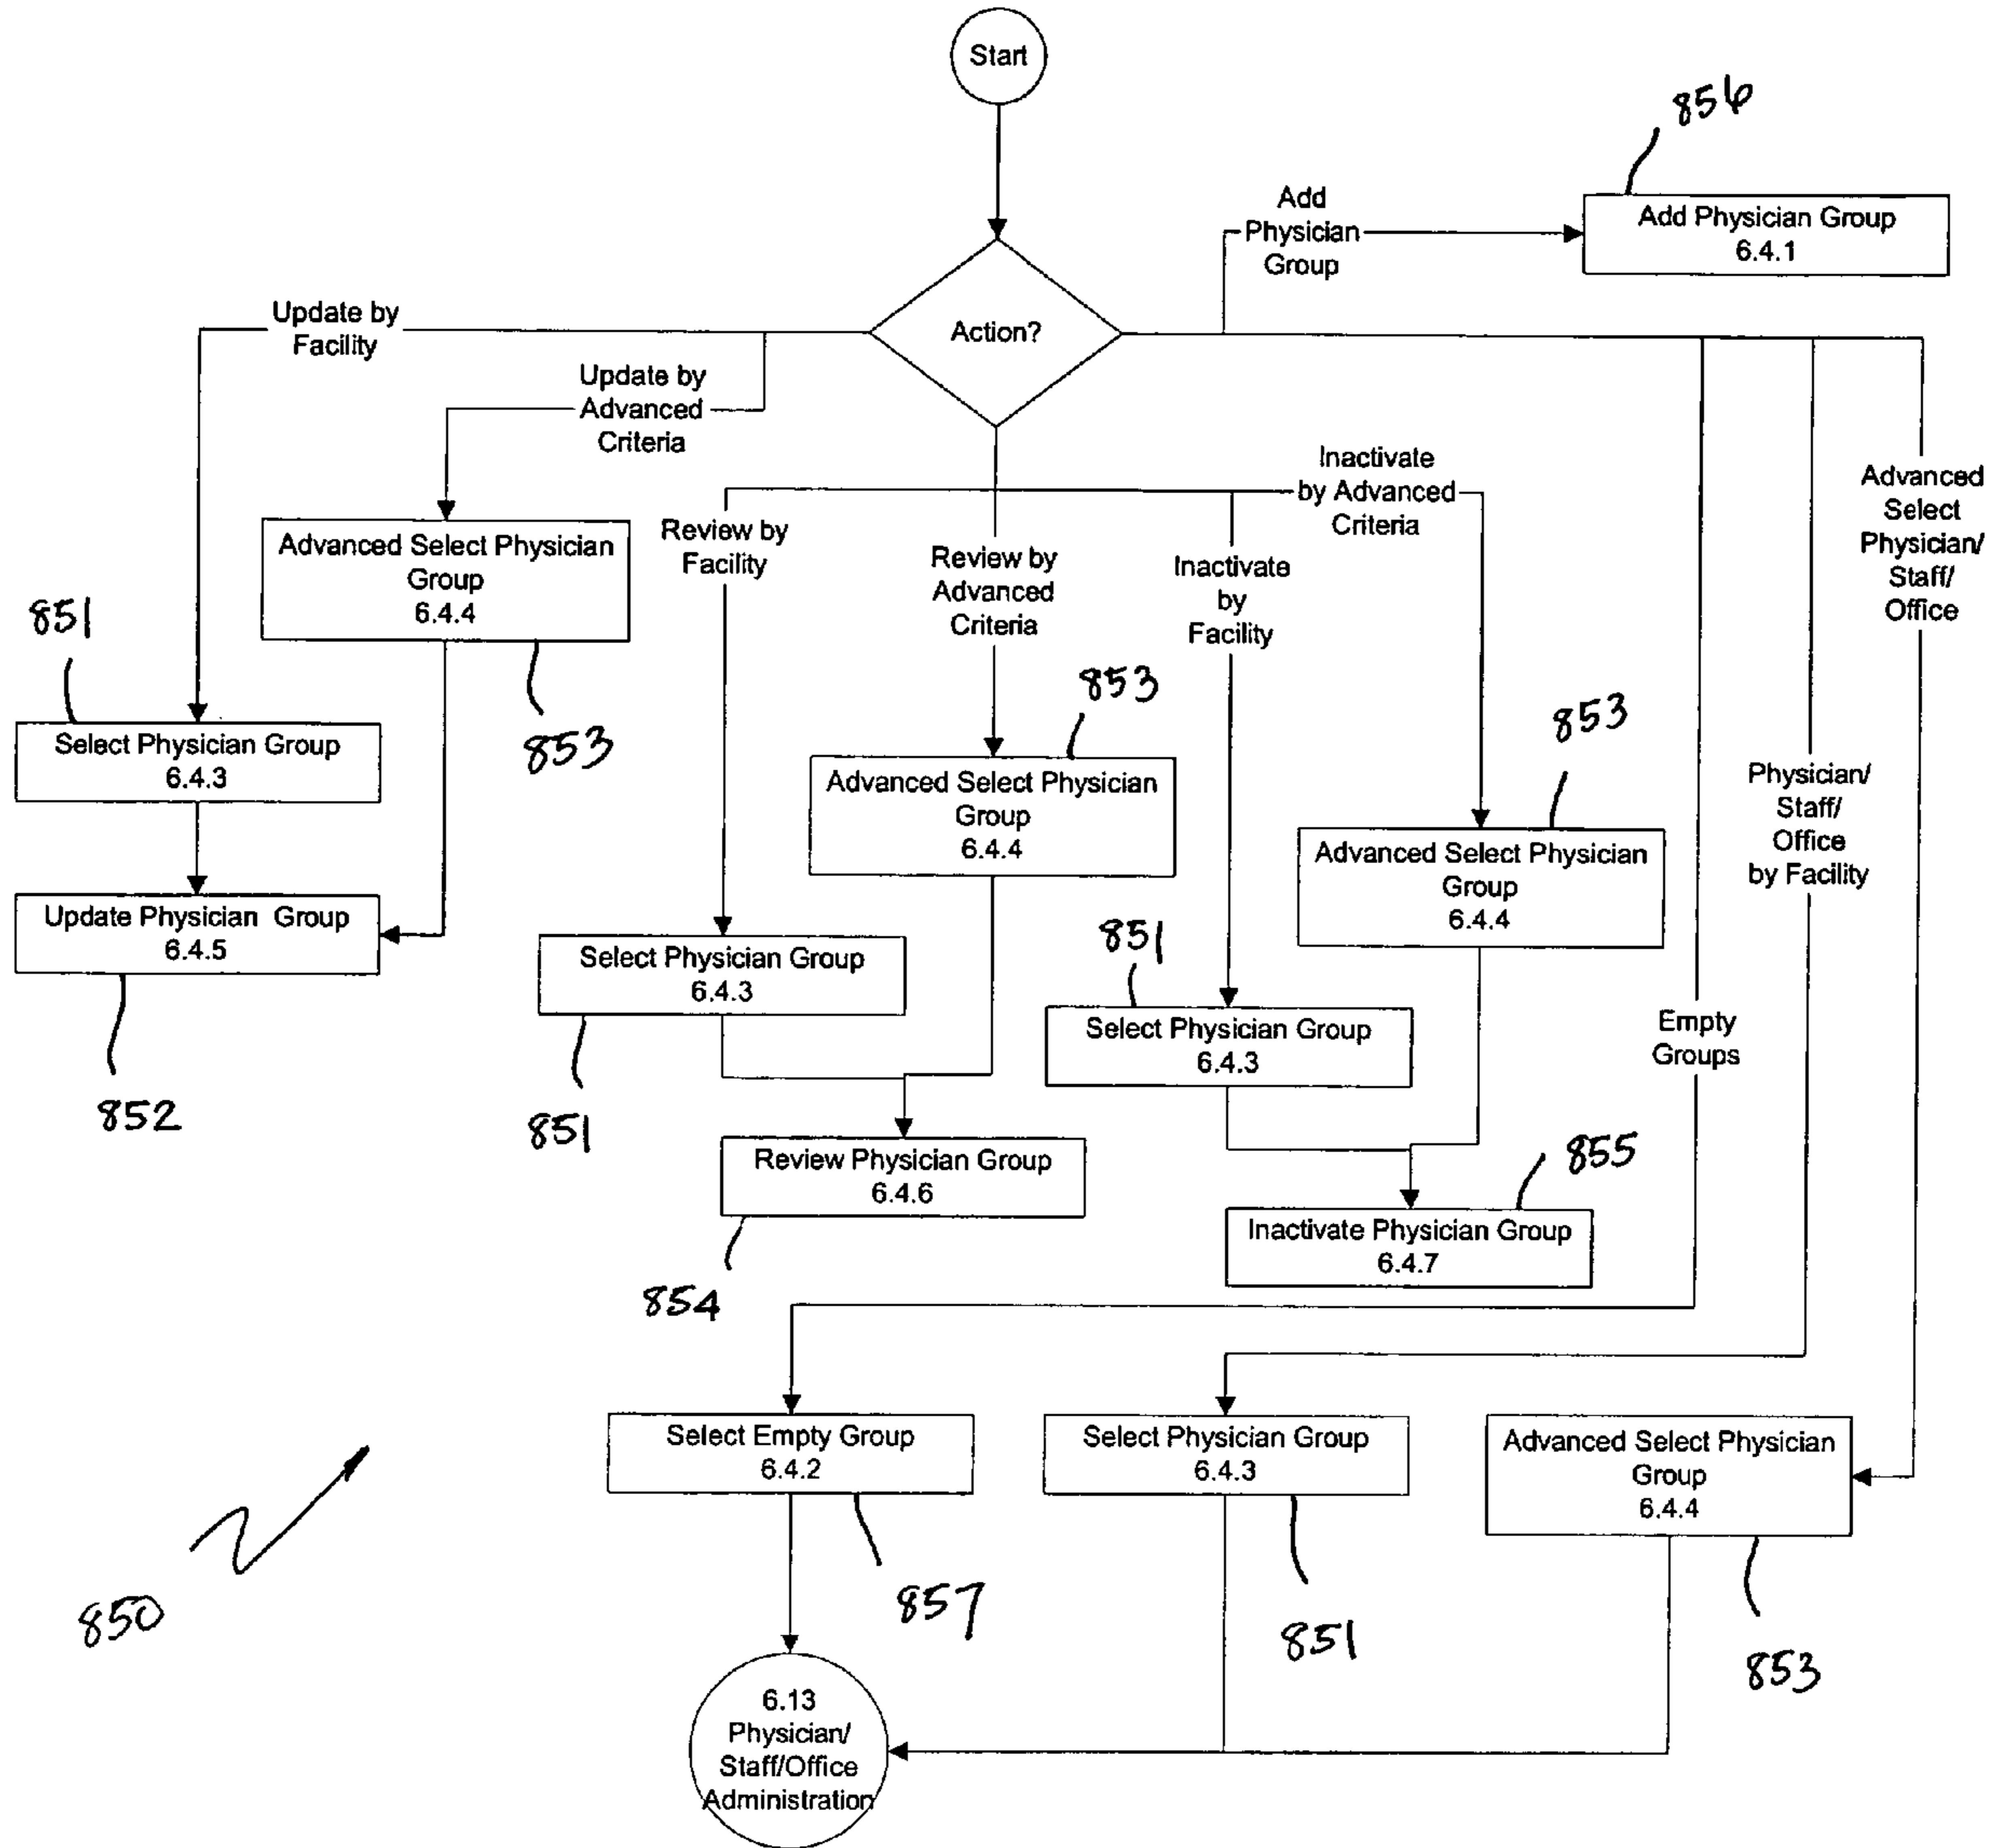 Start
856
Add
Physician
Group
Add Physician Group
6.4.1
Action?
Update by
Facility
Update by
Advanced
Criteria
Advanced Select Physician
Group
6.4.4
853
851
Select Physician Group
6.4.3
Update Physician Group
6.4.5
852
Review by
Facility
Review by
Advanced
Criteria
Inactivate
by
Facility
Inactivate
by Advanced
Criteria
853
Advanced Select Physician
Group
6.4.4
853
Advanced Select Physician
Group
6.4.4
Select Physician Group
6.4.3
851
851
Select Physician Group
6.4.3
Review Physician Group
6.4.6
854
855
Inactivate Physician Group
6.4.7
Empty
Groups
Physician/
Staff/
Office
by Facility
Advanced
Select
Physician/
Staff/
Office
Select Empty Group
6.4.2
857
Select Physician Group
6.4.3
851
Advanced Select Physician
Group
6.4.4
853
850
6.13
Physician/
Staff/Office
Administration